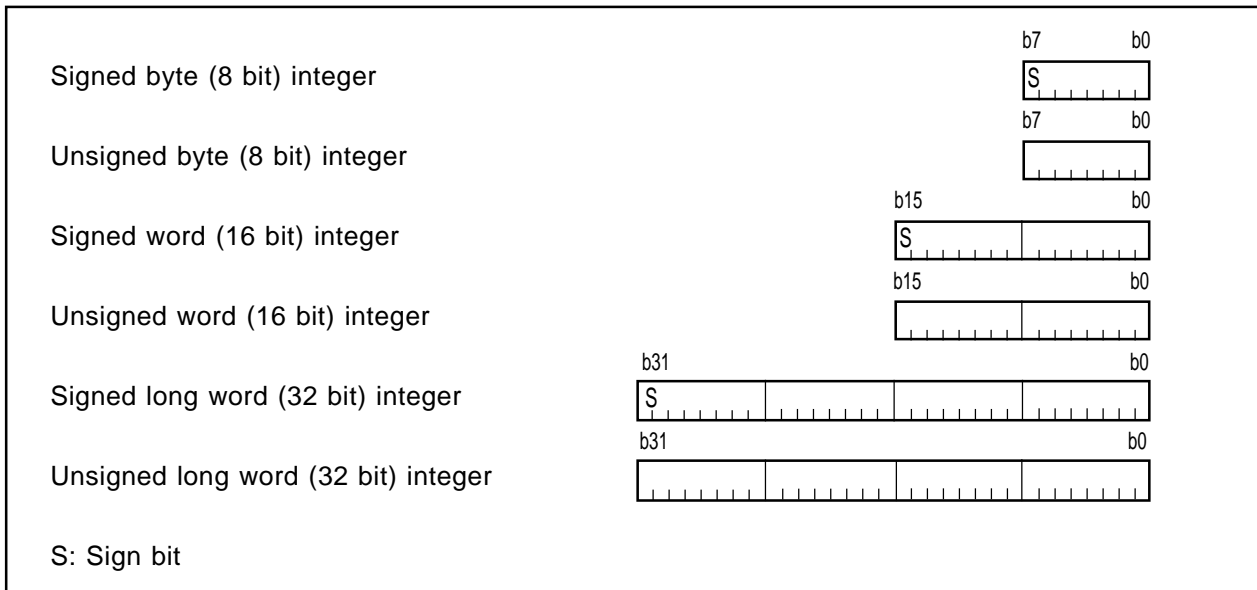 b7 b0
Signed byte (8 bit) integer
S
b7 b0
Unsigned byte (8 bit) integer
b15 b0
Signed word (16 bit) integer
S
b15 b0
Unsigned word (16 bit) integer
b31 b0
Signed long word (32 bit) integer
S
b31 b0
Unsigned long word (32 bit) integer
S: Sign bit